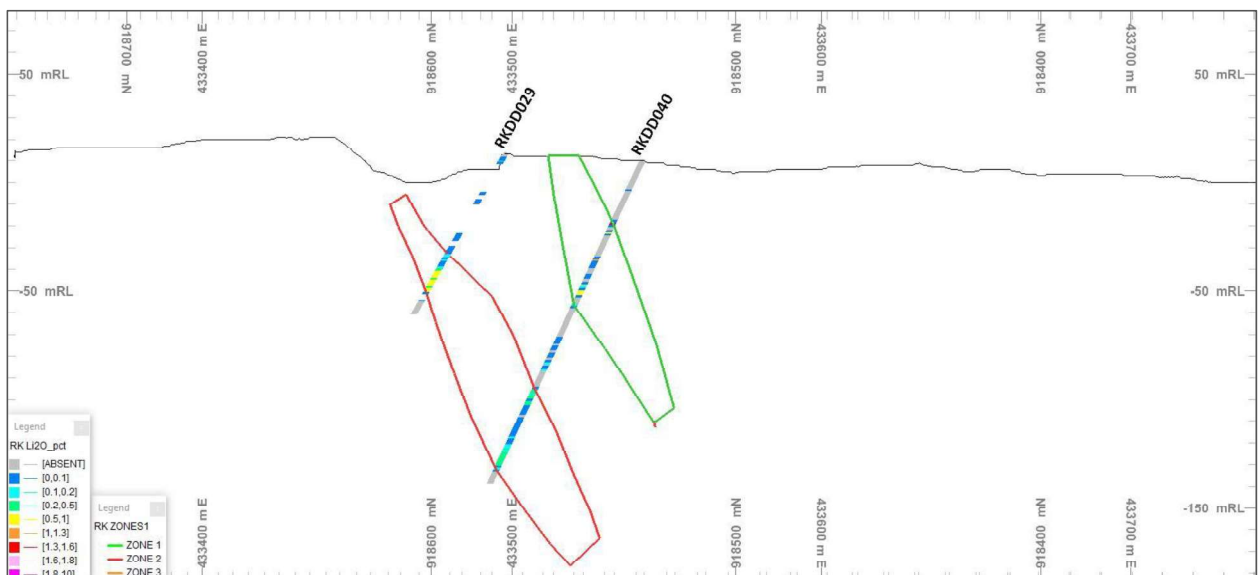 918700 mN
433400 m E
918600 mN
433500 m E
918500 mN
433600 m E
918400 mN
433700 m E
50 mRL
50 mRL
RKDD029
RKDD040
-50 mRL
-50 mRL
-150 mRL
433400 m E
918600 mN
433500 m E
918500 mN
433600 m E
918400 mN
433700 m E
Legend
RK Li2O_pct
[ABSENT]
[0,0.1]
[0.1,0.2]
[0.2,0.5]
[0.5,1]
[1,1.3]
[1.3,1.6]
[1.6,1.8]
[1.8,10]
Legend
RK ZONES1
ZONE 1
ZONE 2
ZONE 3